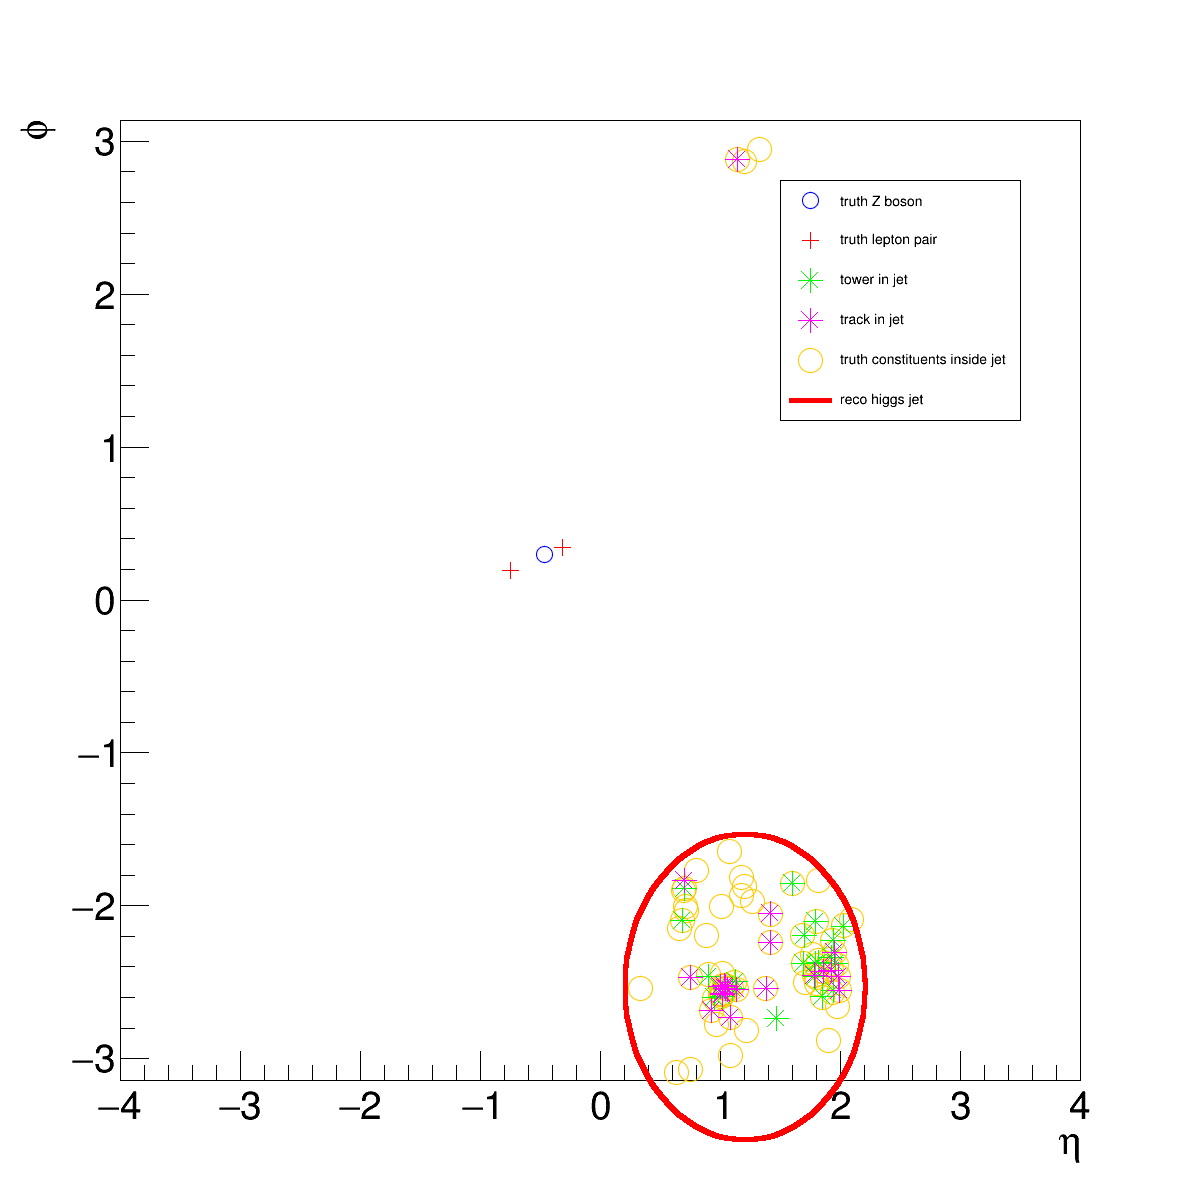 φ
3
2
1
0
−1
−2
−3
truth Z boson
truth lepton pair
tower in jet
track in jet
truth constituents inside jet
reco higgs jet
−4 −3 −2 −1 0 1 2 3 4
η